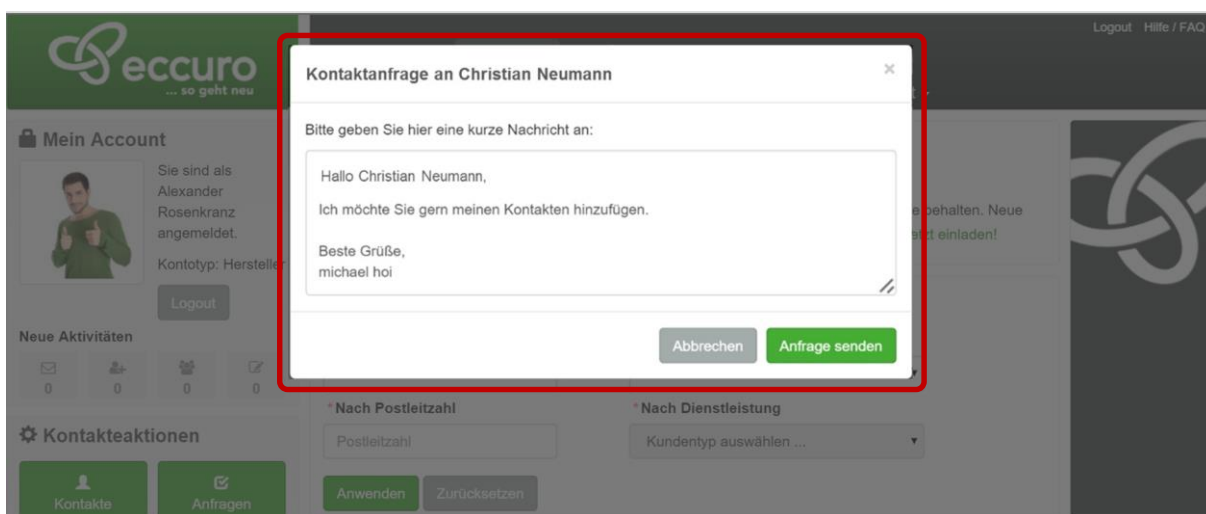 eccuro
... so geht neu
Logout Hilfe / FAQ
Kontaktanfrage an Christian Neumann
×
Bitte geben Sie hier eine kurze Nachricht an:
Hallo Christian Neumann,
Ich möchte Sie gern meinen Kontakten hinzufügen.
Beste Grüße,
michael hoi
Abbrechen
Anfrage senden
Mein Account
Sie sind als
Alexander
Rosenkranz
angemeldet.
Kontotyp: Hersteller
Logout
Neue Aktivitäten
0 0 0 0
Kontakteaktionen
Kontakte
Anfragen
behalten. Neue
einladen!
*Nach Postleitzahl
Postleitzahl
*Nach Dienstleistung
Kundentyp auswählen ...
Anwenden
Zurücksetzen